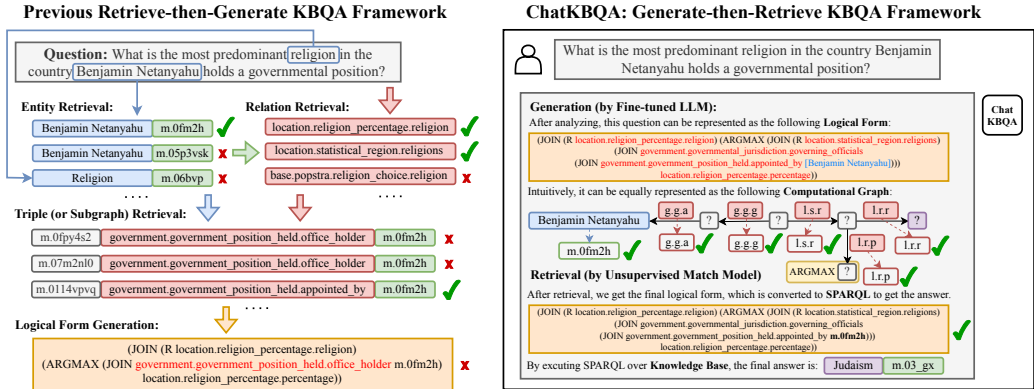 Previous Retrieve-then-Generate KBQA Framework
Question: What is the most predominant religion in the
country Benjamin Netanyahu holds a governmental position?
Entity Retrieval:
Benjamin Netanyahu m.0fm2h
Benjamin Netanyahu m.05p3vsk
Religion m.06bvp
. . . .
Relation Retrieval:
location.religion_percentage.religion
location.statistical_region.religions
base.popstra.religion_choice.religion
. . . .
Triple (or Subgraph) Retrieval:
m.0fpy4s2 government.government_position_held.office_holder m.0fm2h
m.07m2nl0 government.government_position_held.office_holder m.0fm2h
m.0114vpvq government.government_position_held.appointed_by m.0fm2h
. . . .
Logical Form Generation:
(JOIN (R location.religion_percentage.religion)
(ARGMAX (JOIN government.government_position_held.office_holder m.0fm2h)
location.religion_percentage.percentage))
ChatKBQA: Generate-then-Retrieve KBQA Framework
What is the most predominant religion in the country Benjamin
Netanyahu holds a governmental position?
Chat
KBQA
Generation (by Fine-tuned LLM):
After analyzing, this question can be represented as the following Logical Form:
(JOIN (R location.religion_percentage.religion) (ARGMAX (JOIN (R location.statistical_region.religions)
(JOIN government.governmental_jurisdiction.governing_officials
(JOIN government.government_position_held.appointed_by [Benjamin Netanyahu])))
location.religion_percentage.percentage))
Intuitively, it can be equally represented as the following Computational Graph:
g.g.a g.g.g l.s.r l.r.r
Benjamin Netanyahu ? ? ? ?
m.0fm2h g.g.a g.g.g l.s.r l.r.p l.r.r
ARGMAX ? l.r.p
Retrieval (by Unsupervised Match Model)
After retrieval, we get the final logical form, which is converted to SPARQL to get the answer.
(JOIN (R location.religion_percentage.religion) (ARGMAX (JOIN (R location.statistical_region.religions)
(JOIN government.governmental_jurisdiction.governing_officials
(JOIN government.government_position_held.appointed_by m.0fm2h)))
location.religion_percentage.percentage))
By excuting SPARQL over Knowledge Base, the final answer is: Judaism m.03_gx